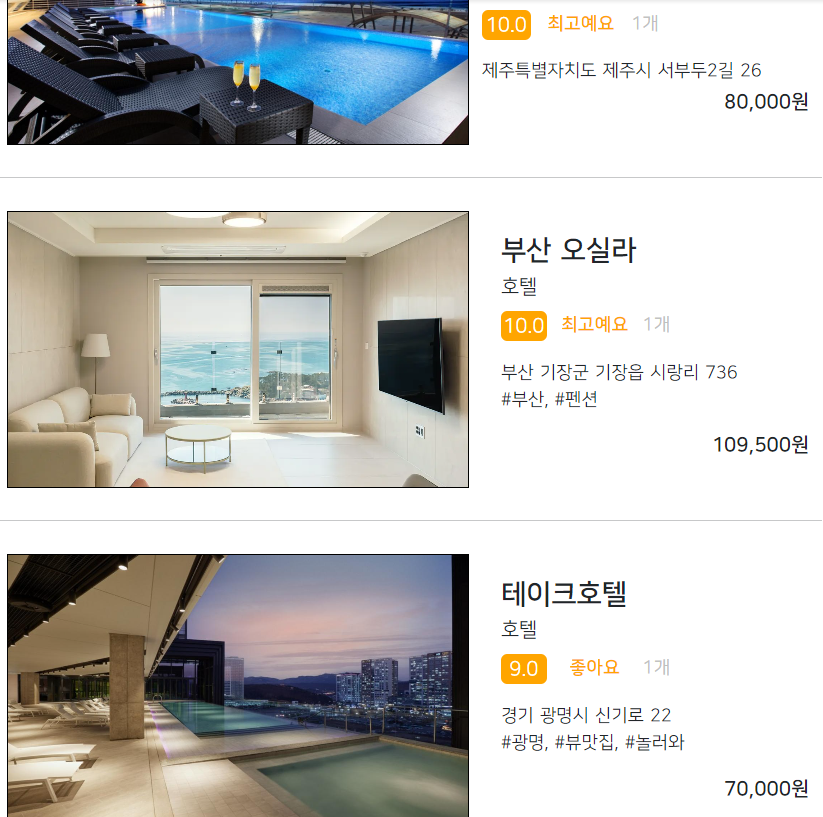 10.0 최고예요 1개
제주특별자치도 제주시 서부두2길 26
80,000원
부산 오실라
호텔
10.0 최고예요 1개
부산 기장군 기장읍 시랑리 736
#부산, #펜션
109,500원
테이크호텔
호텔
9.0 좋아요 1개
경기 광명시 신기로 22
#광명, #뷰맛집, #놀러와
70,000원